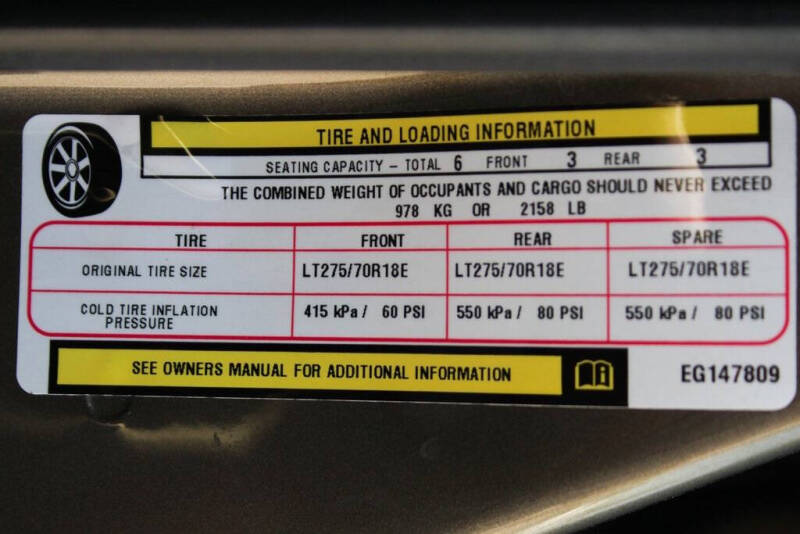 TIRE AND LOADING INFORMATION
SEATING CAPACITY – TOTAL 6 FRONT 3 REAR 3
THE COMBINED WEIGHT OF OCCUPANTS AND CARGO SHOULD NEVER EXCEED
978 KG OR 2158 LB
TIRE FRONT REAR SPARE
ORIGINAL TIRE SIZE LT275/70R18E LT275/70R18E LT275/70R18E
COLD TIRE INFLATION PRESSURE 415 kPa / 60 PSI 550 kPa / 80 PSI 550 kPa / 80 PSI
SEE OWNERS MANUAL FOR ADDITIONAL INFORMATION EG147809